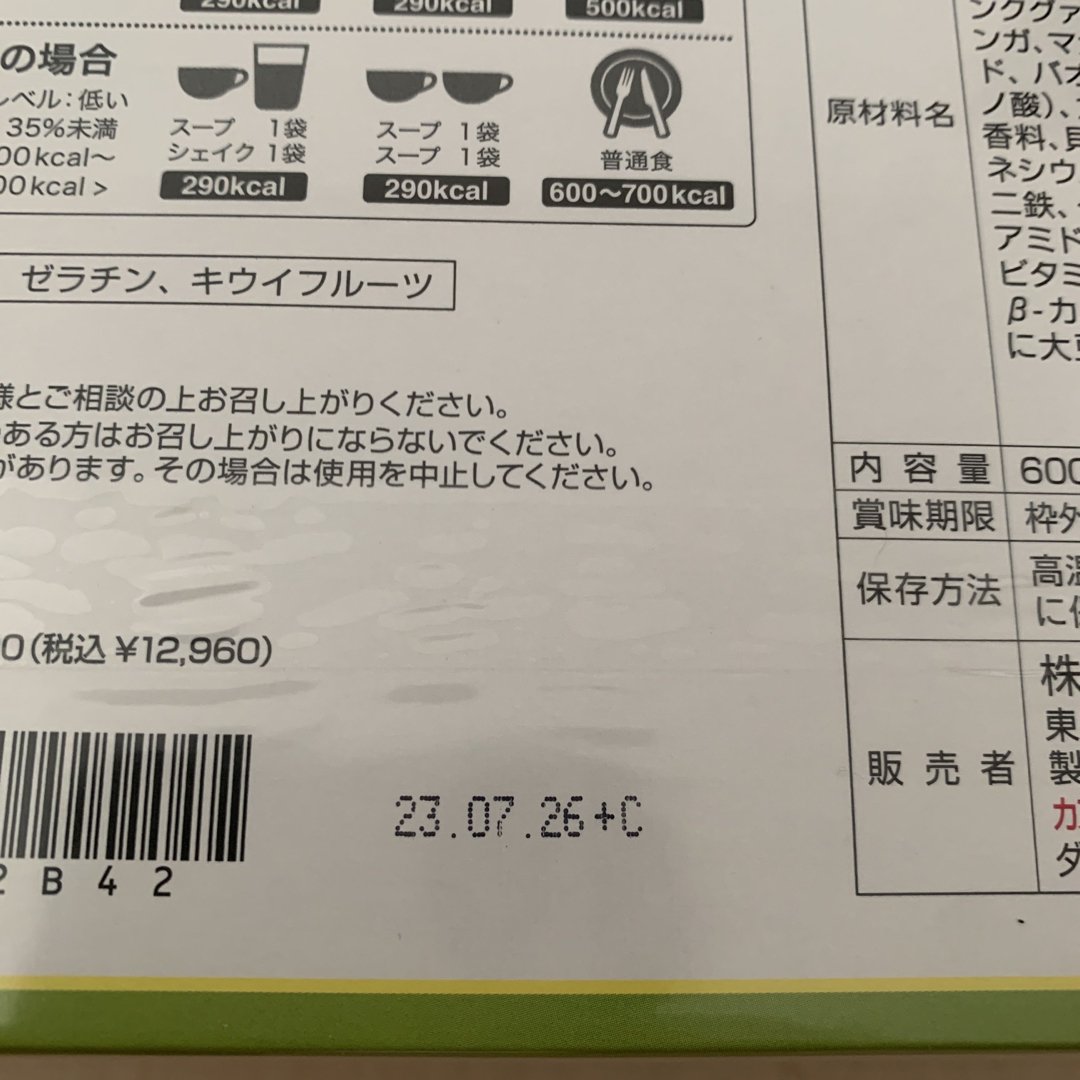 290kcal
290kcal
500kcal
の場合
レベル：低い
35%未満
00kcal〜
00kcal >
スープ 1袋
シェイク 1袋
290kcal
スープ 1袋
スープ 1袋
290kcal
普通食
600〜700kcal
ゼラチン、キウイフルーツ
様とご相談の上お召し上がりください。
ある方はお召し上がりにならないでください。
があります。その場合は使用を中止してください。
0(税込 ¥12,960)
2 B 4 2
23.07.26+C
原材料名
ンクグァ
ンガ、マ
ド、バオ
ノ酸)、
香料、貝
ネシウ
二鉄、
アミド
ビタミ
β-カ
に大豆
内容量 600
賞味期限 枠外
保存方法
高温
に
販売者
株
東
製
カ
ダ